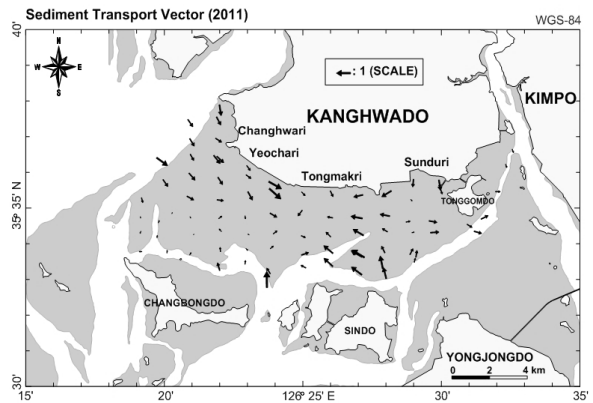 Sediment Transport Vector (2011)
WGS-84
40'
N
W E
S
: 1 (SCALE)
KANGHWADO
KIMPO
Changhwari
Yeochari
Tongmakri
Sunduri
TONGGOMDO
35° 35' N
CHANGBONGDO
SINDO
YONGJONGDO
0 2 4 km
30'
15' 20' 126° 25' E 30' 35'